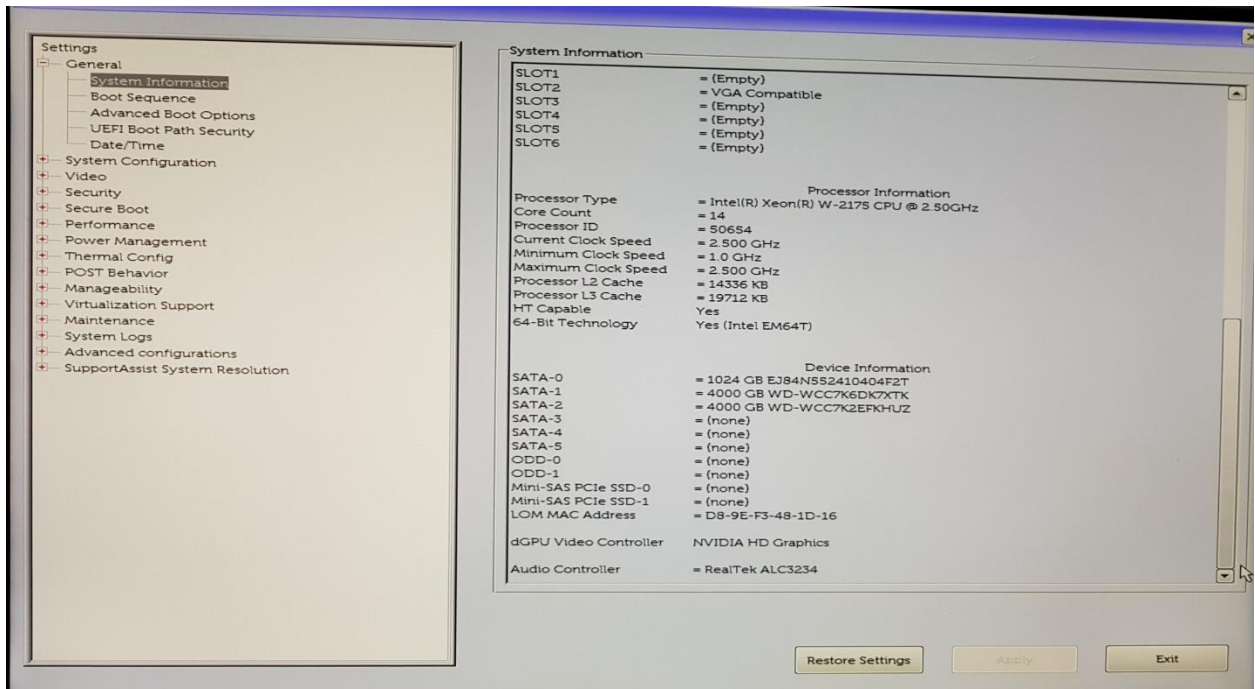 Settings
General
System Information
Boot Sequence
Advanced Boot Options
UEFI Boot Path Security
Date/Time
System Configuration
Video
Security
Secure Boot
Performance
Power Management
Thermal Config
POST Behavior
Manageability
Virtualization Support
Maintenance
System Logs
Advanced configurations
SupportAssist System Resolution
System Information
SLOT1 = {Empty}
SLOT2 = VGA Compatible
SLOT3 = {Empty}
SLOT4 = {Empty}
SLOT5 = {Empty}
SLOT6 = {Empty}
Processor Information
Processor Type = Intel(R) Xeon(R) W-2175 CPU @ 2.50GHz
Core Count = 14
Processor ID = 50654
Current Clock Speed = 2.500 GHz
Minimum Clock Speed = 1.0 GHz
Maximum Clock Speed = 2.500 GHz
Processor L2 Cache = 14336 KB
Processor L3 Cache = 19712 KB
HT Capable Yes
64-Bit Technology Yes (Intel EM64T)
Device Information
SATA-0 = 1024 GB EJ84N552410404F2T
SATA-1 = 4000 GB WD-WCC7K6DK7XTK
SATA-2 = 4000 GB WD-WCC7K2EFKHUZ
SATA-3 = {none}
SATA-4 = {none}
SATA-5 = {none}
ODD-0 = {none}
ODD-1 = {none}
Mini-SAS PCIe SSD-0 = {none}
Mini-SAS PCIe SSD-1 = {none}
LOM MAC Address = D8-9E-F3-48-1D-16
dGPU Video Controller NVIDIA HD Graphics
Audio Controller = RealTek ALC3234
Restore Settings
Apply
Exit